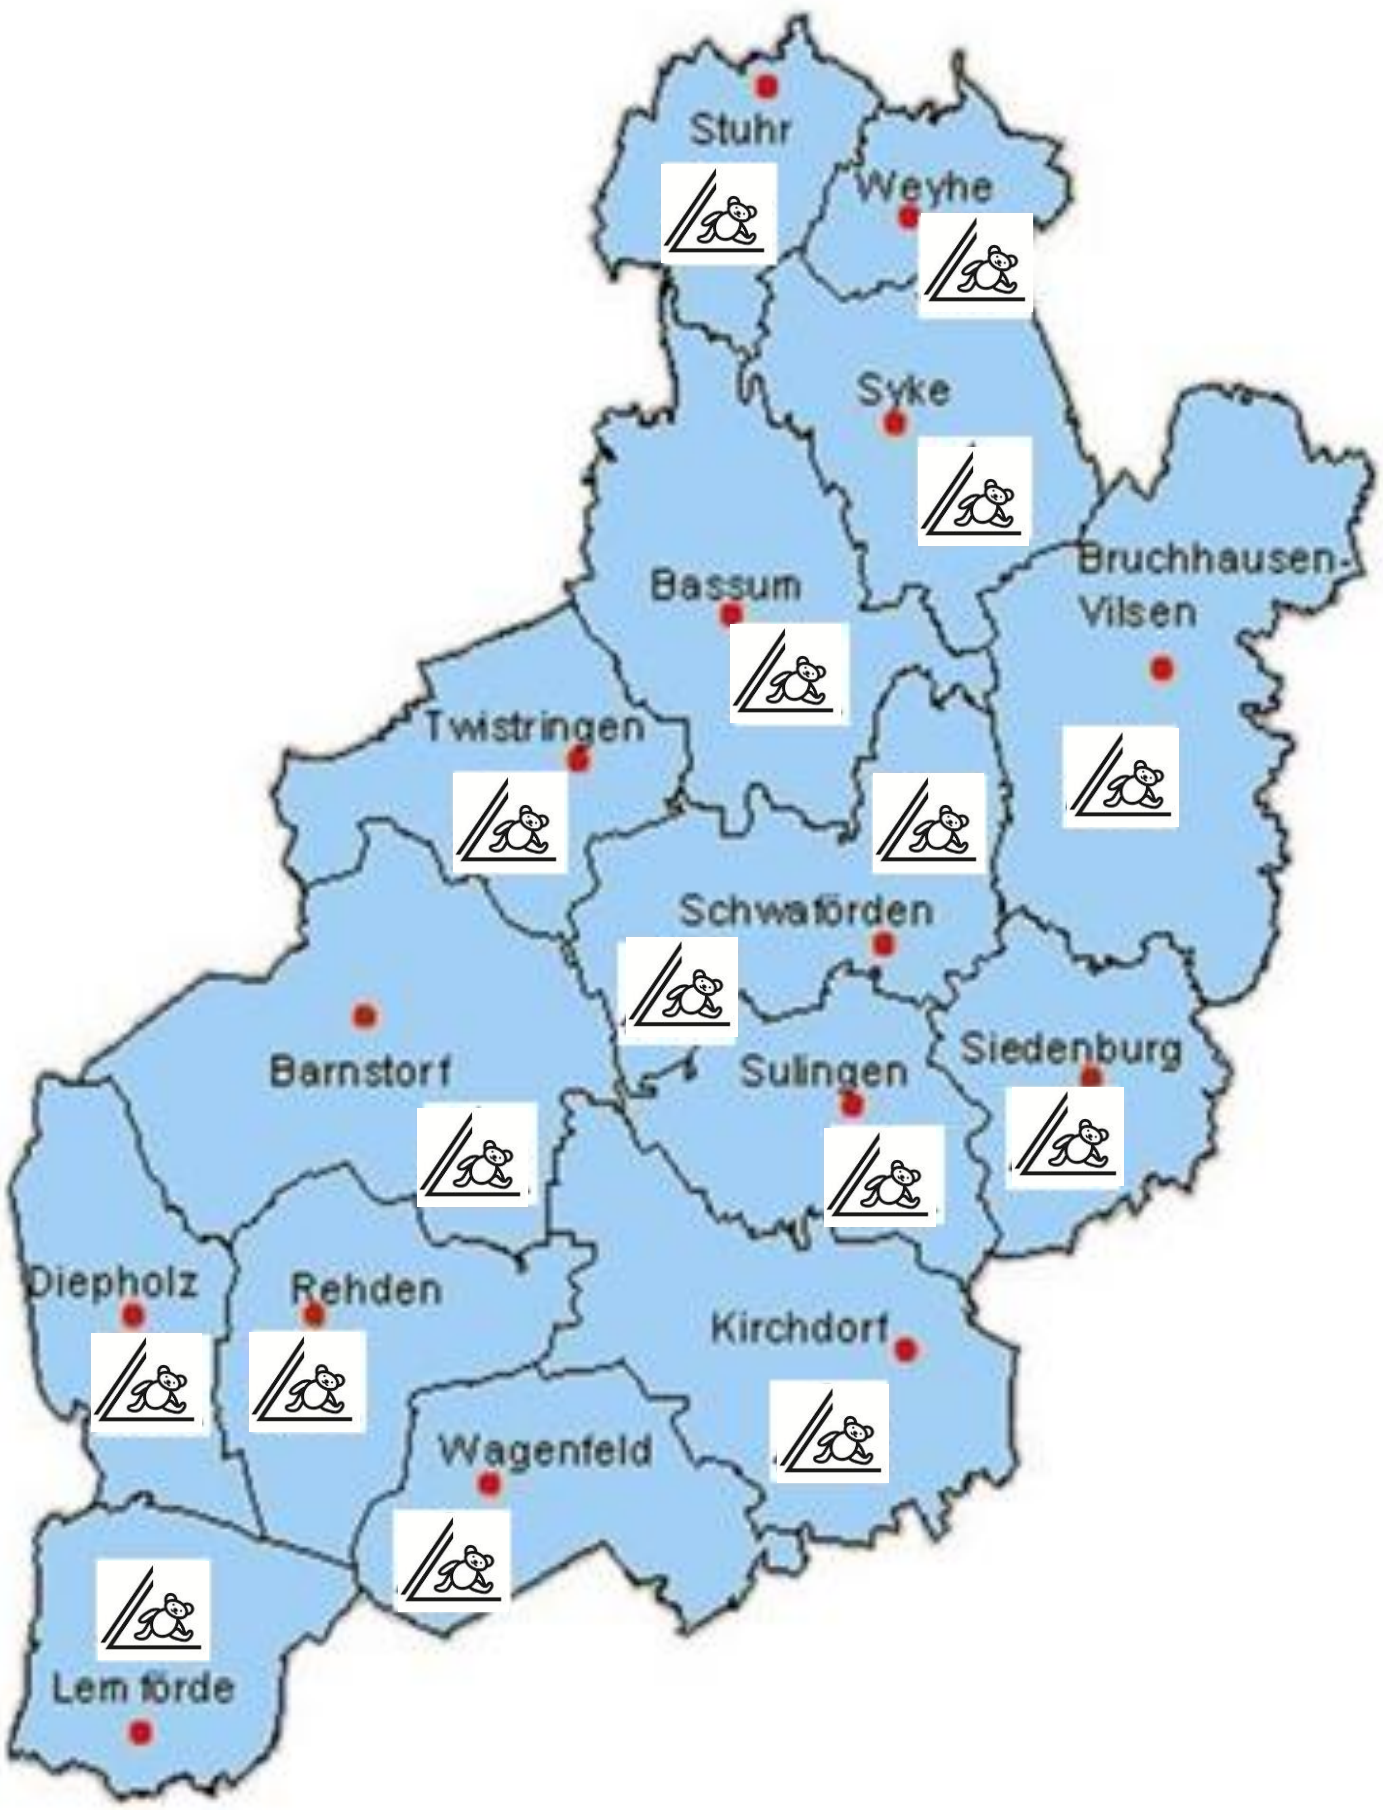 Stuhr
Weyhe
Syke
Bruchhausen-
Vilsen
Bassum
Twistringen
Schwaförden
Barnstorf
Sulingen
Siedenburg
Diepholz
Rehden
Kirchdorf
Wagenfeld
Lemförde